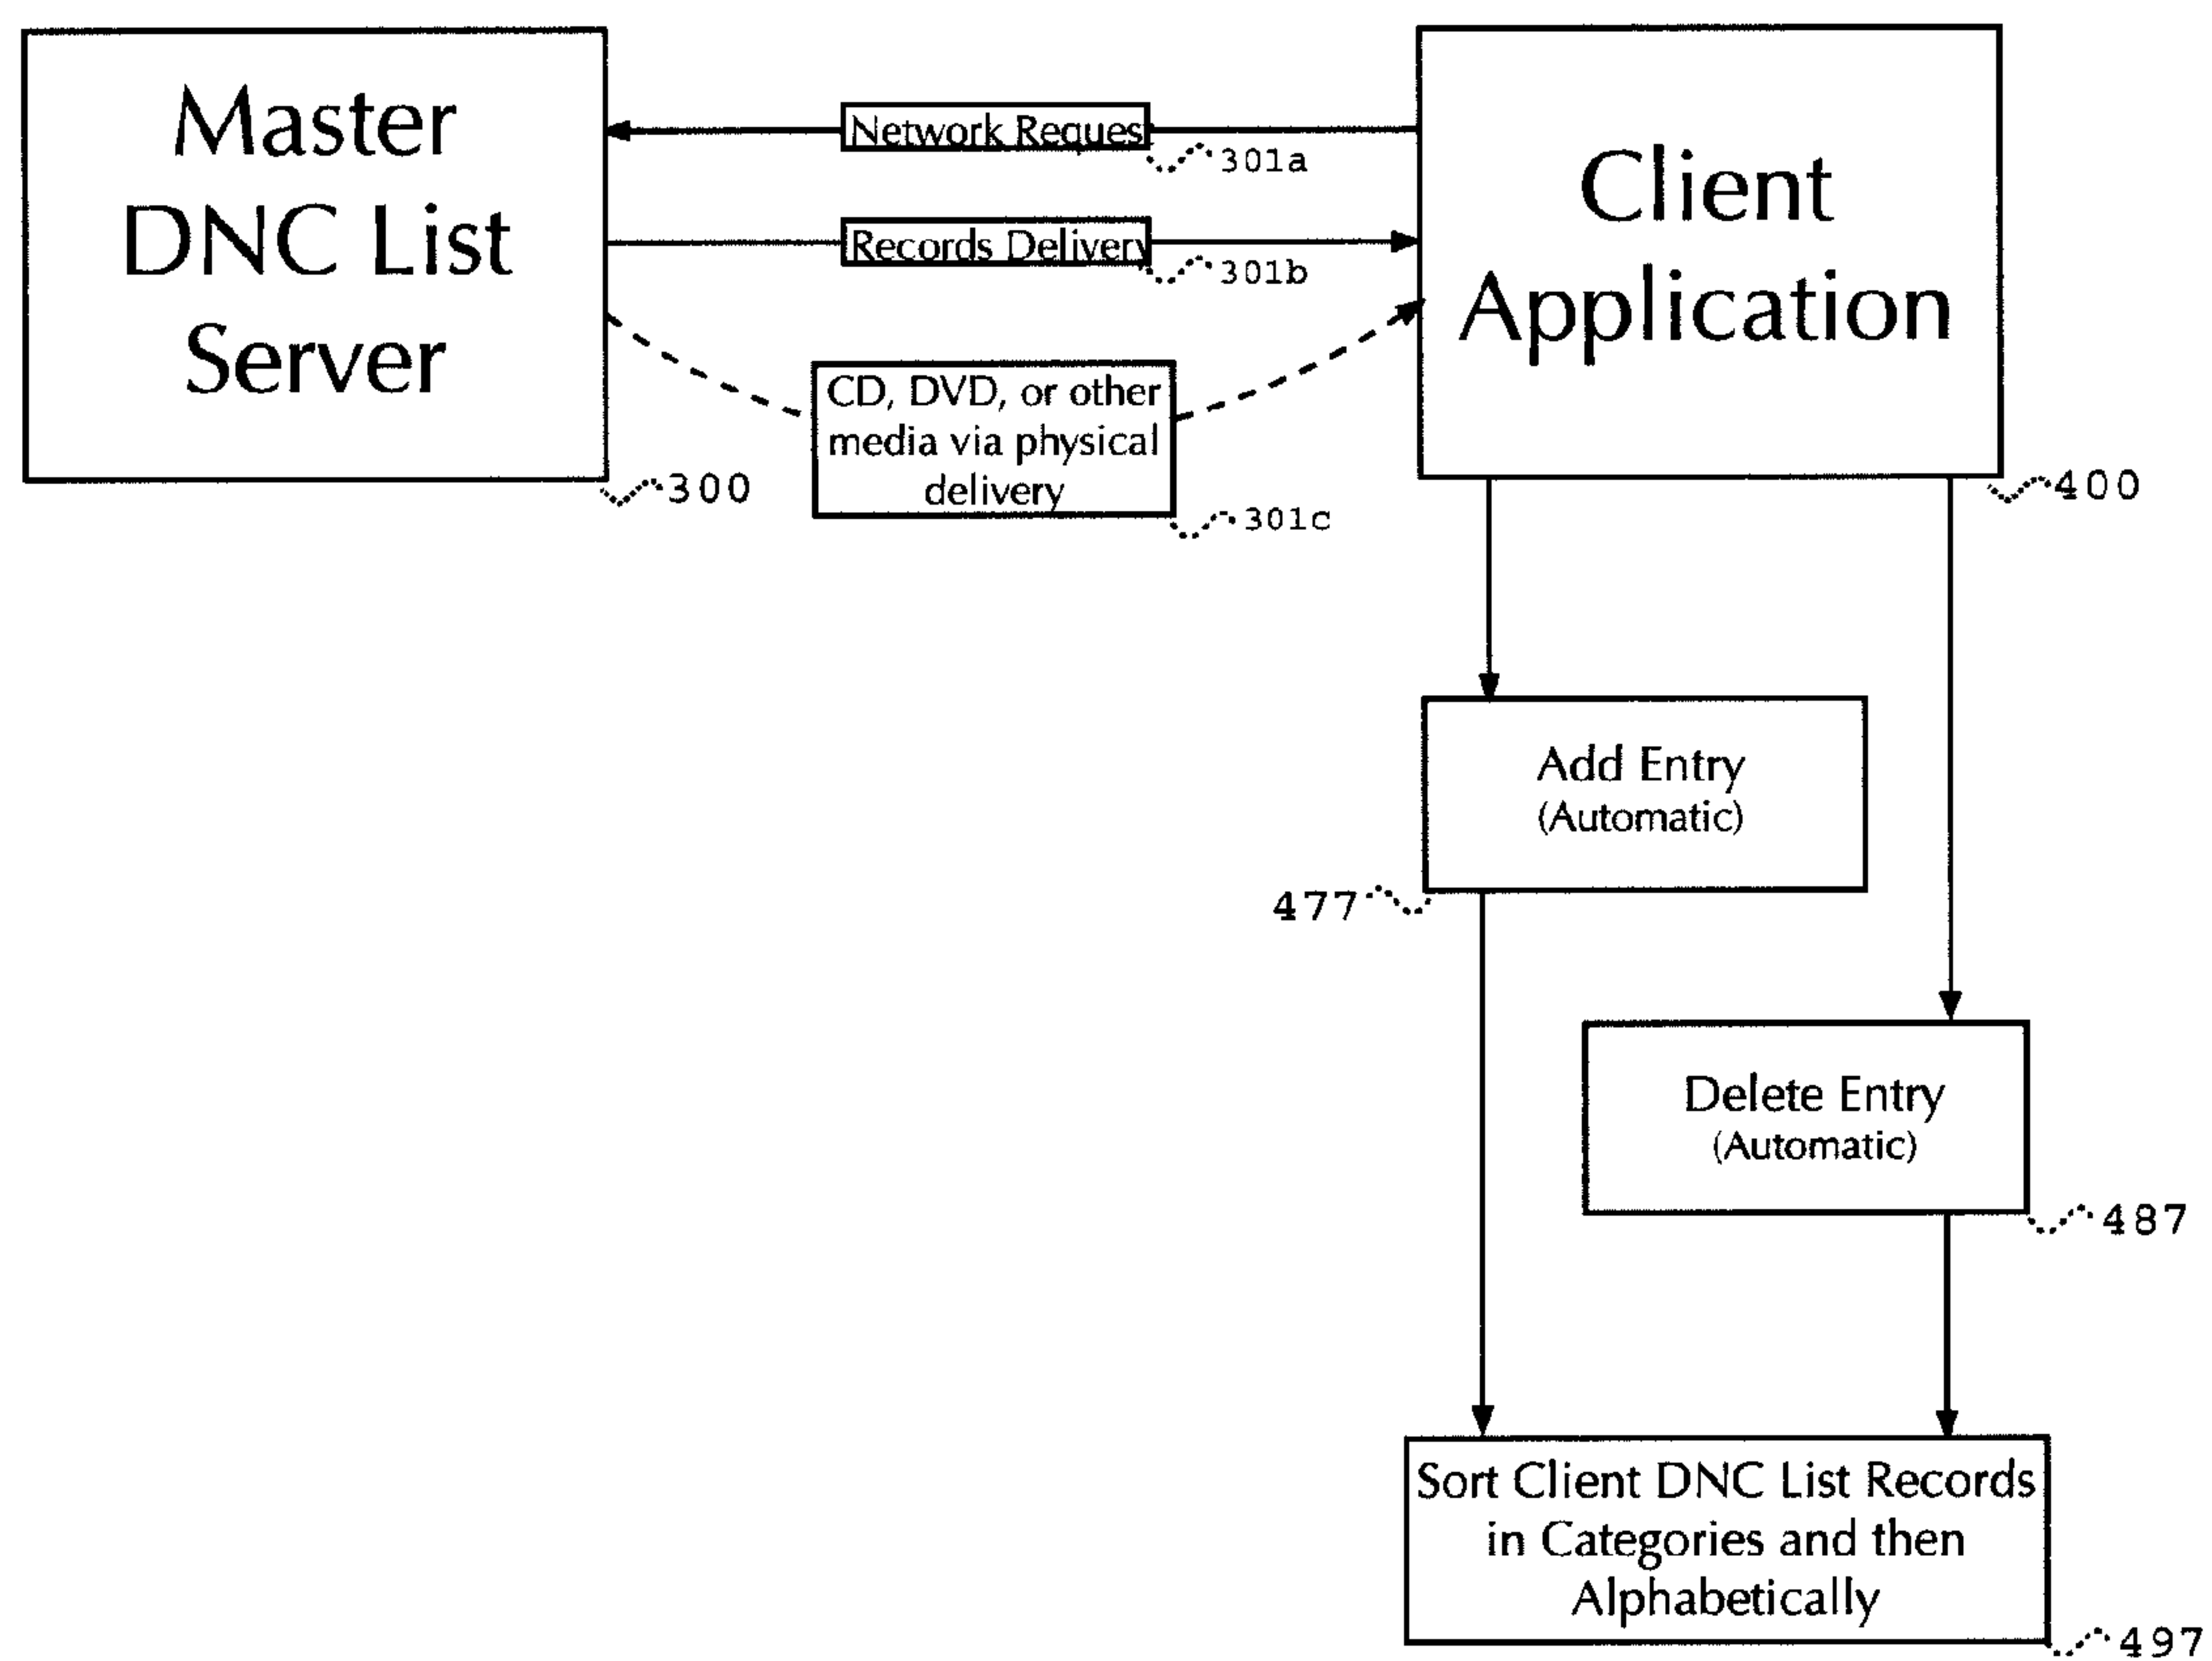 Master
DNC List
Server
300
Network Reques
301a
Records Delivery
301b
CD, DVD, or other
media via physical
delivery
301c
Client
Application
400
Add Entry
(Automatic)
477
Delete Entry
(Automatic)
487
Sort Client DNC List Records
in Categories and then
Alphabetically
497